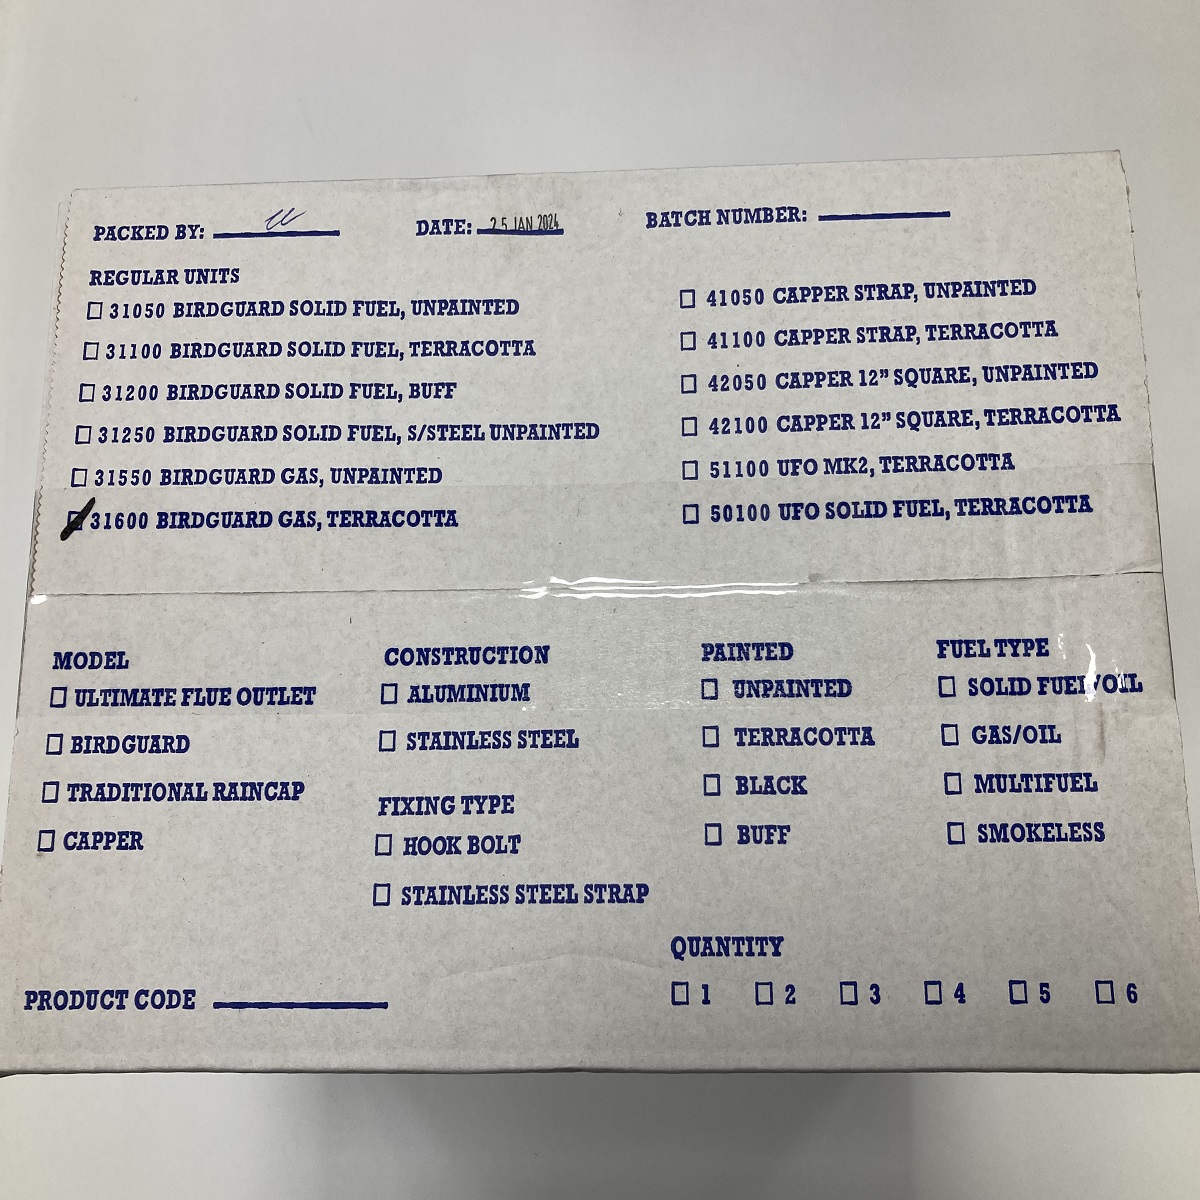 PACKED BY: DATE: 25 JAN 2024 BATCH NUMBER:
REGULAR UNITS
31050 BIRDGUARD SOLID FUEL, UNPAINTED
31100 BIRDGUARD SOLID FUEL, TERRACOTTA
31200 BIRDGUARD SOLID FUEL, BUFF
31250 BIRDGUARD SOLID FUEL, S/STEEL UNPAINTED
31550 BIRDGUARD GAS, UNPAINTED
31600 BIRDGUARD GAS, TERRACOTTA
41050 CAPPER STRAP, UNPAINTED
41100 CAPPER STRAP, TERRACOTTA
42050 CAPPER 12” SQUARE, UNPAINTED
42100 CAPPER 12” SQUARE, TERRACOTTA
51100 UFO MK2, TERRACOTTA
50100 UFO SOLID FUEL, TERRACOTTA
MODEL
ULTIMATE FLUE OUTLET
BIRDGUARD
TRADITIONAL RAINCAP
CAPPER
CONSTRUCTION
ALUMINIUM
STAINLESS STEEL
FIXING TYPE
HOOK BOLT
STAINLESS STEEL STRAP
PAINTED
UNPAINTED
TERRACOTTA
BLACK
BUFF
FUEL TYPE
SOLID FUEL/OIL
GAS/OIL
MULTIFUEL
SMOKELESS
QUANTITY
1 2 3 4 5 6
PRODUCT CODE